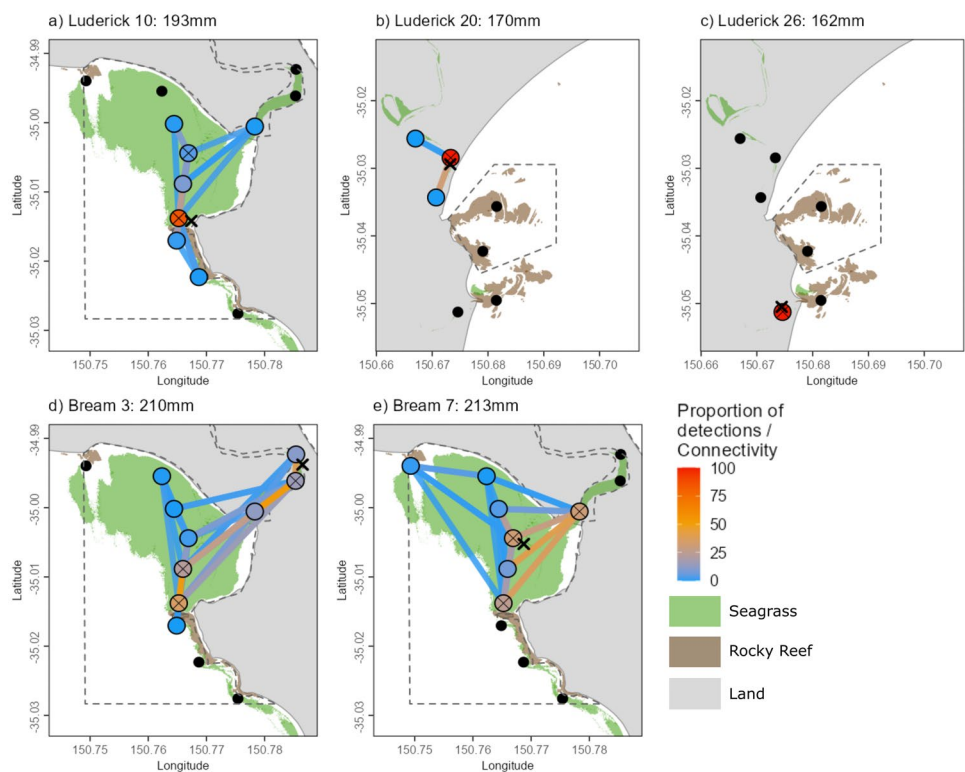 a) Luderick 10: 193mm
b) Luderick 20: 170mm
c) Luderick 26: 162mm
Latitude
-34.99
-35.00
-35.01
-35.02
-35.03
150.75 150.76 150.77 150.78
Longitude
-35.02
-35.03
-35.04
-35.05
150.66 150.67 150.68 150.69 150.70
Longitude
-35.02
-35.03
-35.04
-35.05
150.66 150.67 150.68 150.69 150.70
Longitude
d) Bream 3: 210mm
e) Bream 7: 213mm
Latitude
-34.99
-35.00
-35.01
-35.02
-35.03
150.75 150.76 150.77 150.78
Longitude
Latitude
-34.99
-35.00
-35.01
-35.02
-35.03
150.75 150.76 150.77 150.78
Longitude
Proportion of
detections /
Connectivity
100
75
50
25
0
Seagrass
Rocky Reef
Land